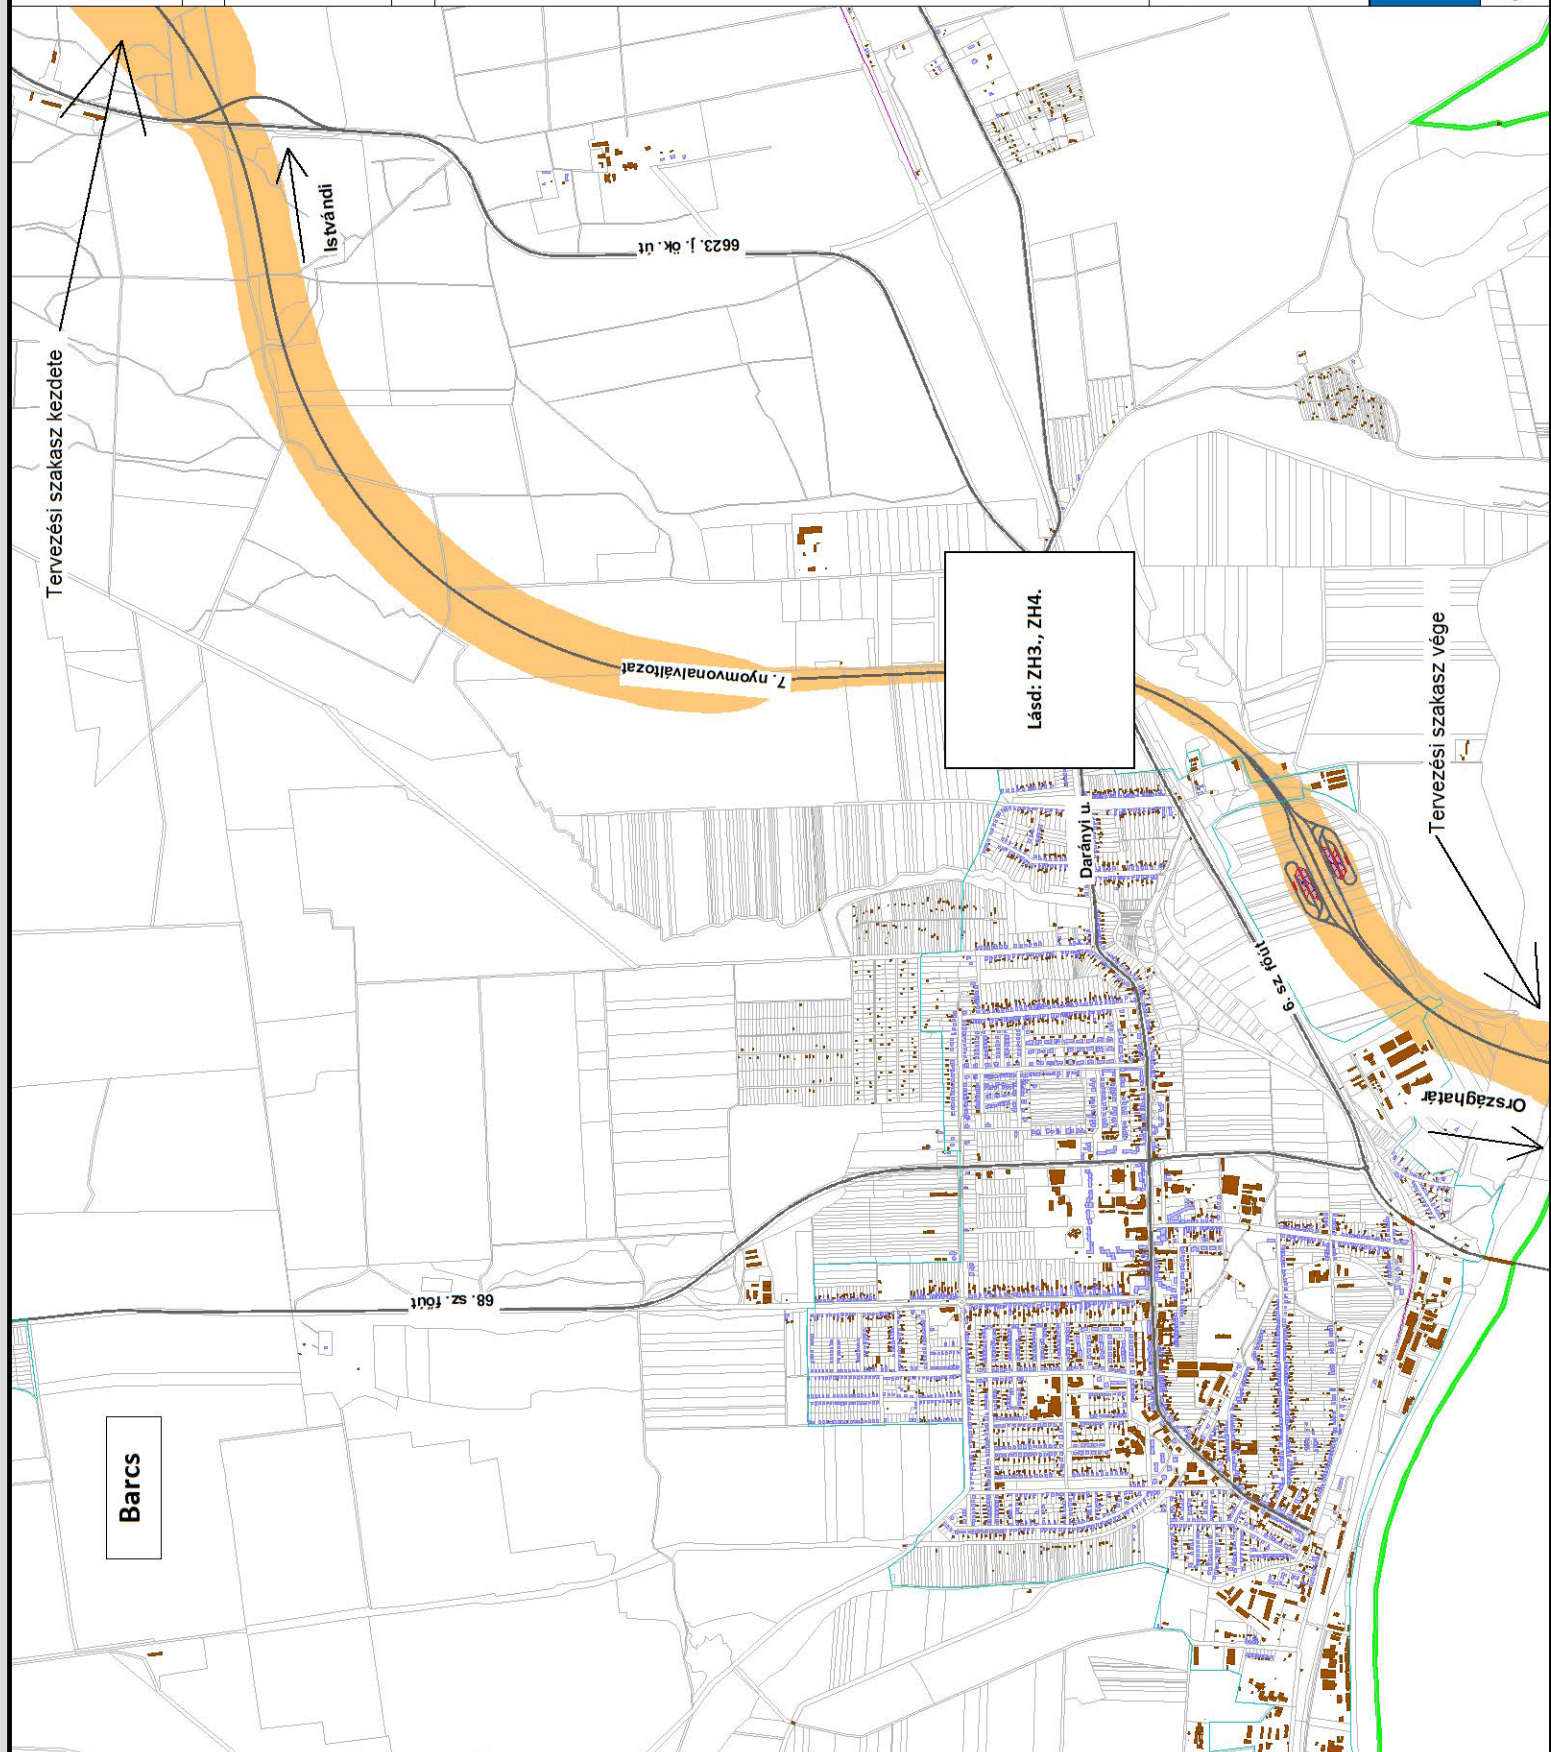 Tervezési szakasz kezdete
Istvándi
6623. j. ök. út
7. nyomvonalváltozat
Lásd: ZH3., ZH4.
Tervezési szakasz vége
Darányi u.
6. sz. főút
Országhatár
68. sz. főút
Barcs